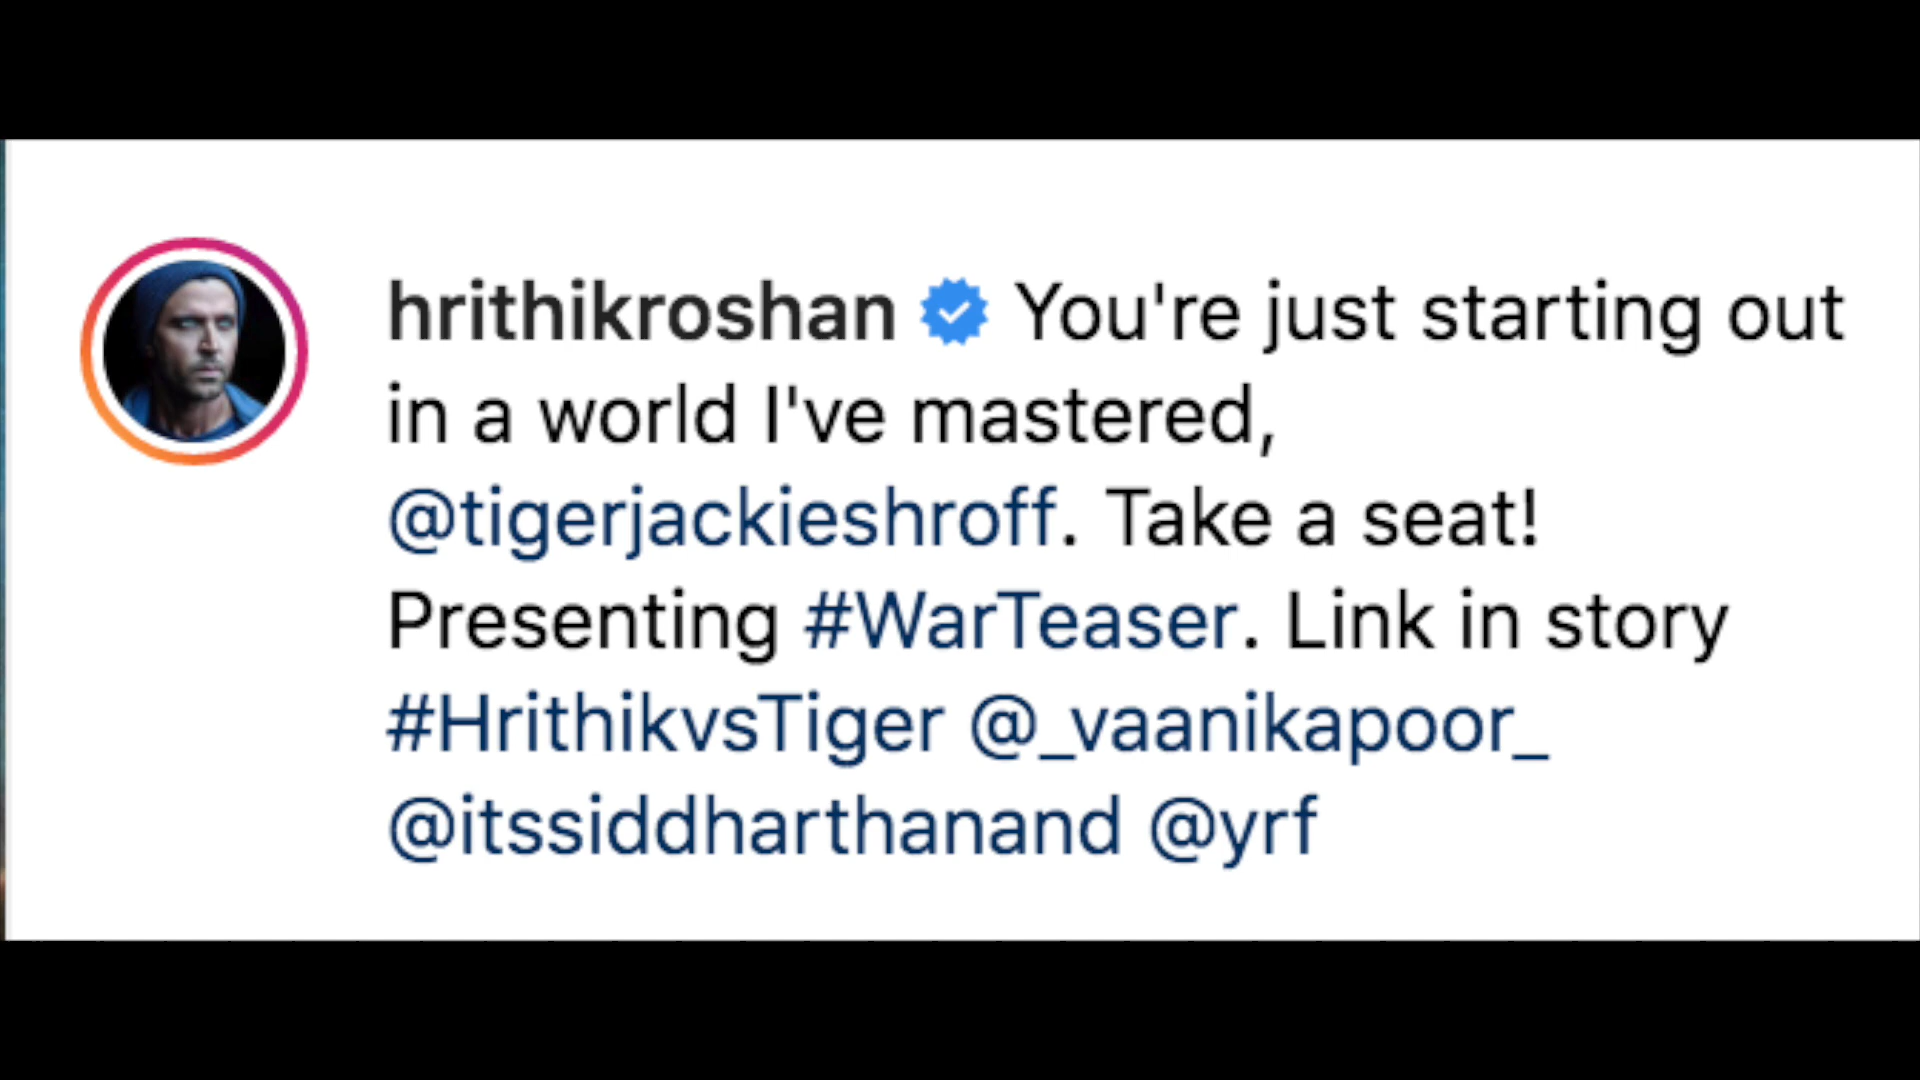 hrithikroshan You're just starting out
in a world I've mastered,
@tigerjackieshroff. Take a seat!
Presenting #WarTeaser. Link in story
#HrithikvsTiger @_vaanikapoor_
@itssiddharthanand @yrf